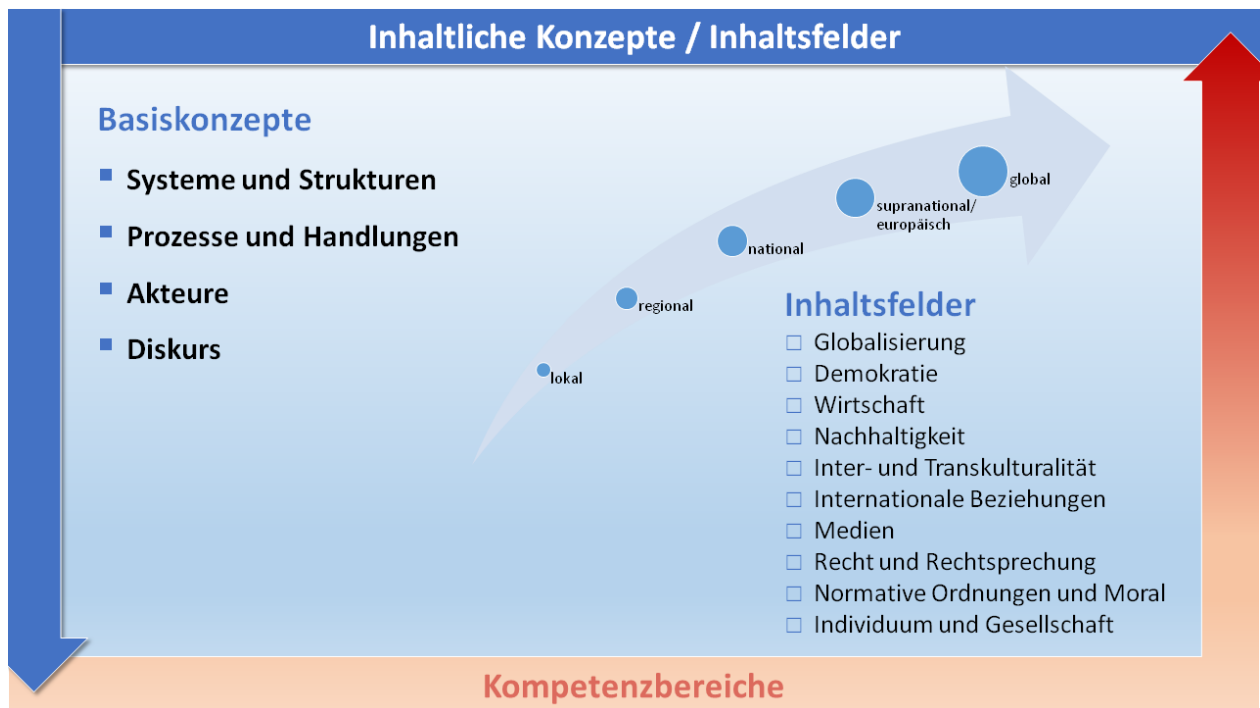 Inhaltliche Konzepte / Inhaltsfelder
Basiskonzepte
Systeme und Strukturen
Prozesse und Handlungen
Akteure
Diskurs
global
supranational/
europäisch
national
regional
lokal
Inhaltsfelder
Globalisierung
Demokratie
Wirtschaft
Nachhaltigkeit
Inter- und Transkulturalität
Internationale Beziehungen
Medien
Recht und Rechtsprechung
Normative Ordnungen und Moral
Individuum und Gesellschaft
Kompetenzbereiche